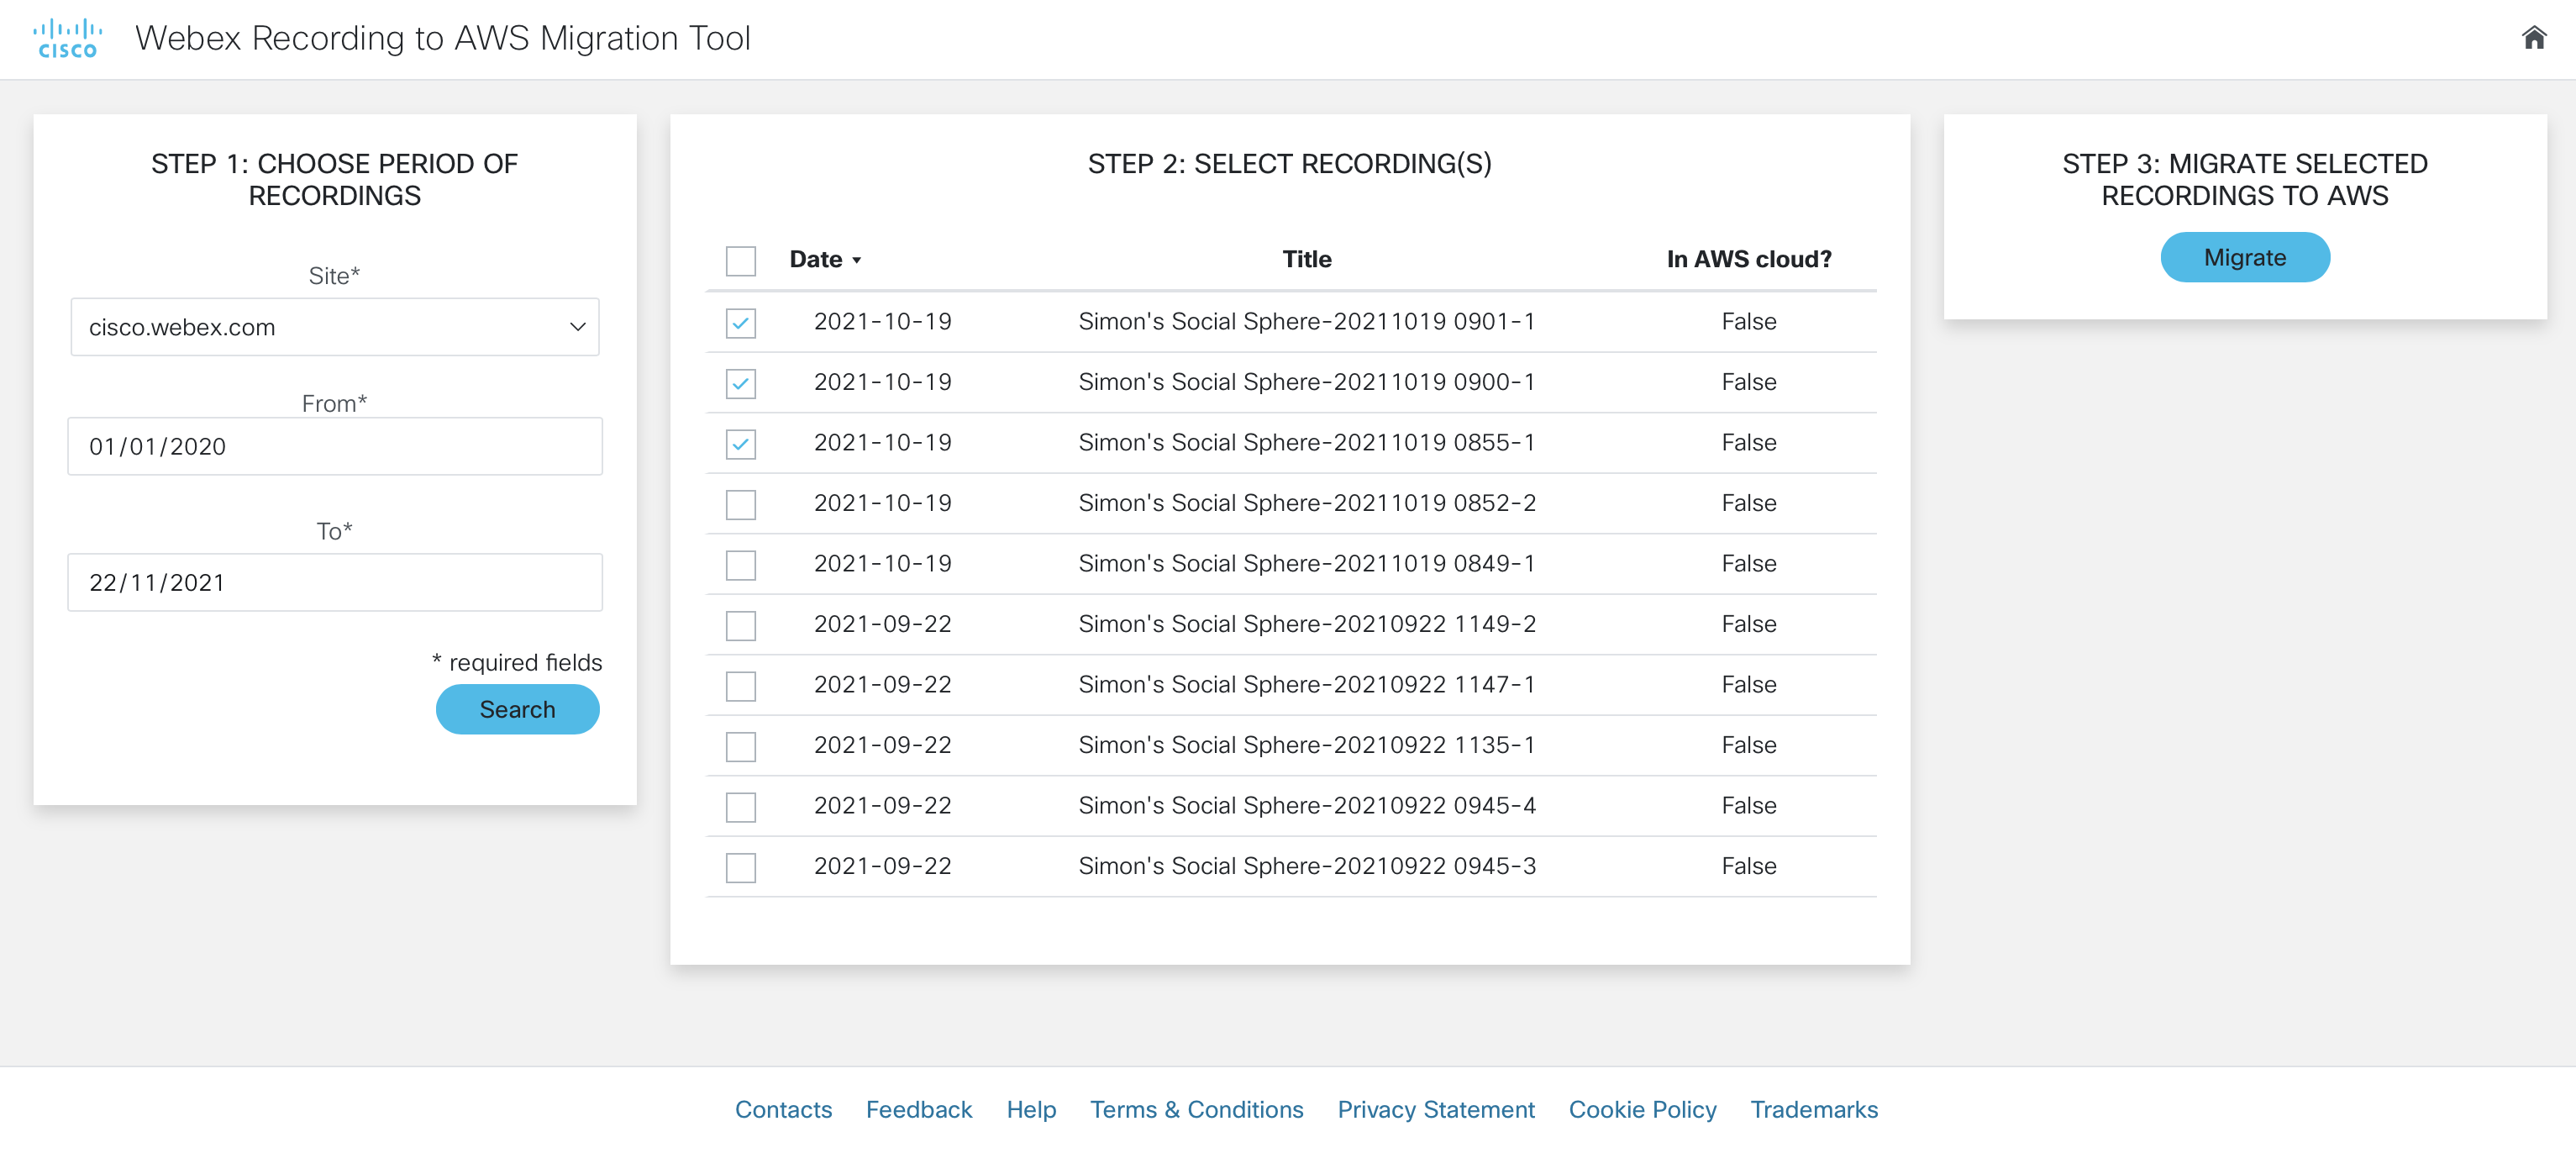 CISCO
Webex Recording to AWS Migration Tool
STEP 1: CHOOSE PERIOD OF
RECORDINGS
Site*
cisco.webex.com
From*
01/01/2020
To*
22/11/2021
* required fields
Search
STEP 2: SELECT RECORDING(S)
Date Title In AWS cloud?
2021-10-19 Simon's Social Sphere-20211019 0901-1 False
2021-10-19 Simon's Social Sphere-20211019 0900-1 False
2021-10-19 Simon's Social Sphere-20211019 0855-1 False
2021-10-19 Simon's Social Sphere-20211019 0852-2 False
2021-10-19 Simon's Social Sphere-20211019 0849-1 False
2021-09-22 Simon's Social Sphere-20210922 1149-2 False
2021-09-22 Simon's Social Sphere-20210922 1147-1 False
2021-09-22 Simon's Social Sphere-20210922 1135-1 False
2021-09-22 Simon's Social Sphere-20210922 0945-4 False
2021-09-22 Simon's Social Sphere-20210922 0945-3 False
STEP 3: MIGRATE SELECTED
RECORDINGS TO AWS
Migrate
Contacts Feedback Help Terms & Conditions Privacy Statement Cookie Policy Trademarks